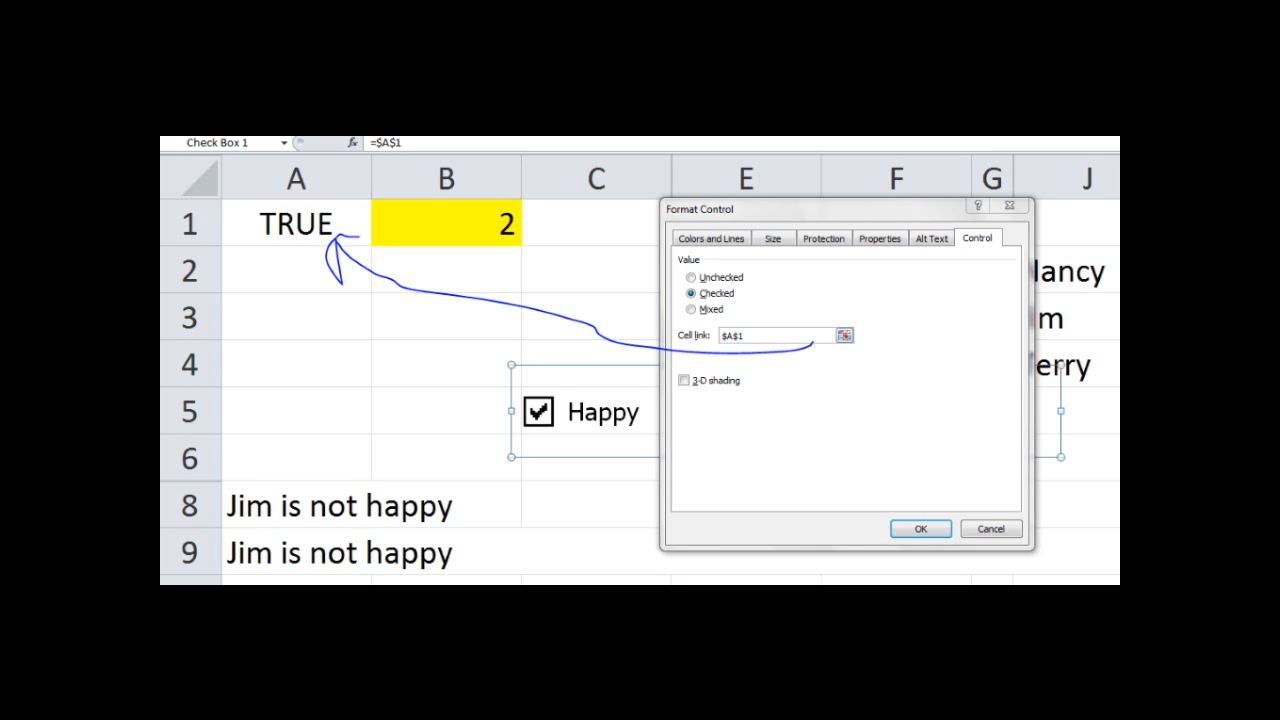 Check Box 1 fx =$A$1
A B C E F G J
1 TRUE 2
Format Control
Colors and Lines Size Protection Properties Alt Text Control
Value
Unchecked
Checked
Mixed
Cell link: $A$1
3-D shading
OK Cancel
2 ancy
3 m
4 erry
5 Happy
6
8 Jim is not happy
9 Jim is not happy